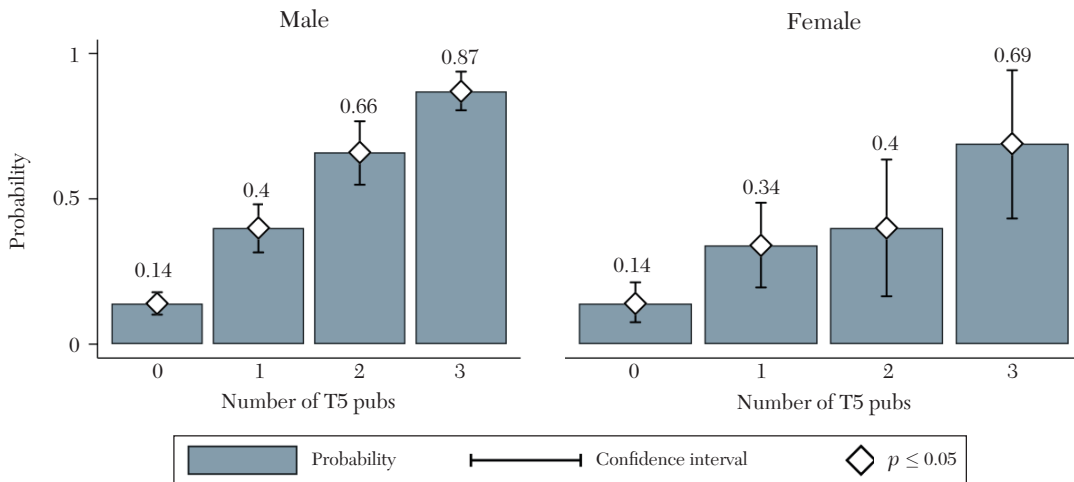 Male
Female
Probability
1
0.5
0
0.14
0.4
0.66
0.87
0 1 2 3
Number of T5 pubs
0.14
0.34
0.4
0.69
0 1 2 3
Number of T5 pubs
Probability
Confidence interval
p ≤ 0.05